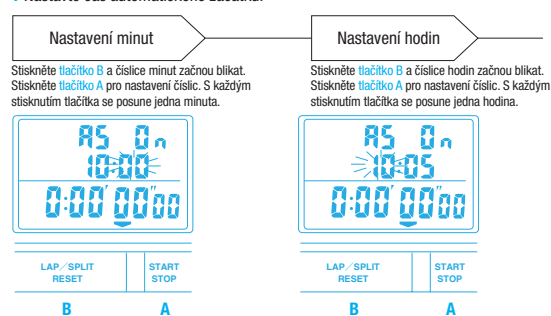 Nastavte čas automatického začátku.
Nastavení minut
Stiskněte tlačítko B a číslice minut začnou blikat.
Stiskněte tlačítko A pro nastavení číslic. S každým
stisknutím tlačítka se posune jedna minuta.
AS On
10:00
0:00'00"00
LAP/SPLIT
RESET
START
STOP
B
A
Nastavení hodin
Stiskněte tlačítko B a číslice hodin začnou blikat.
Stiskněte tlačítko A pro nastavení číslic. S každým
stisknutím tlačítka se posune jedna hodina.
AS On
10:05
0:00'00"00
LAP/SPLIT
RESET
START
STOP
B
A